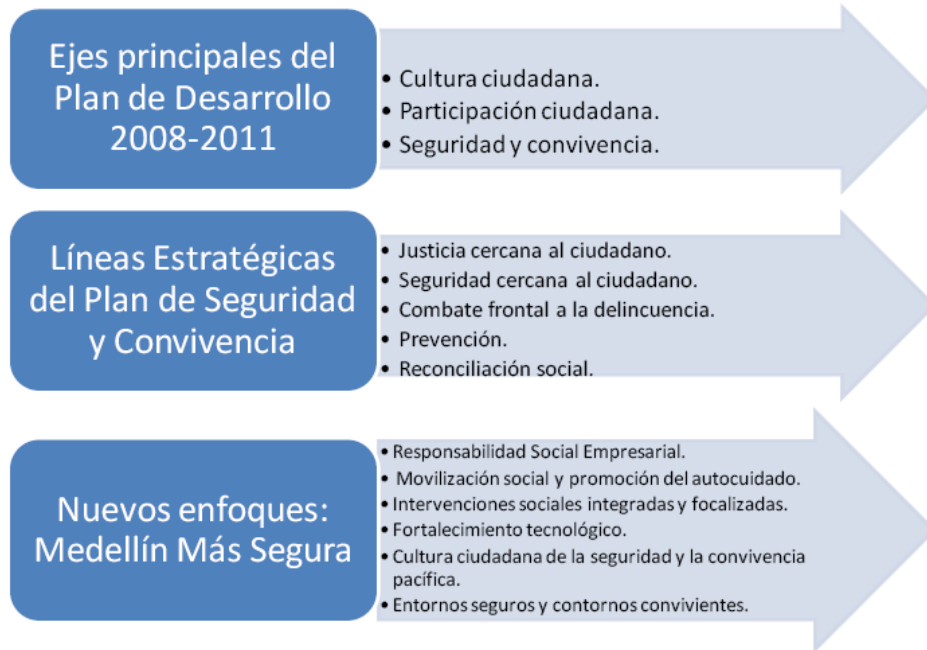 Ejes principales del
Plan de Desarrollo
2008-2011
• Cultura ciudadana.
• Participación ciudadana.
• Seguridad y convivencia.
Líneas Estratégicas
del Plan de Seguridad
y Convivencia
• Justicia cercana al ciudadano.
• Seguridad cercana al ciudadano.
• Combate frontal a la delincuencia.
• Prevención.
• Reconciliación social.
Nuevos enfoques:
Medellín Más Segura
• Responsabilidad Social Empresarial.
• Movilización social y promoción del autocuidado.
• Intervenciones sociales integradas y focalizadas.
• Fortalecimiento tecnológico.
• Cultura ciudadana de la seguridad y la convivencia
pacífica.
• Entornos seguros y contornos convivientes.